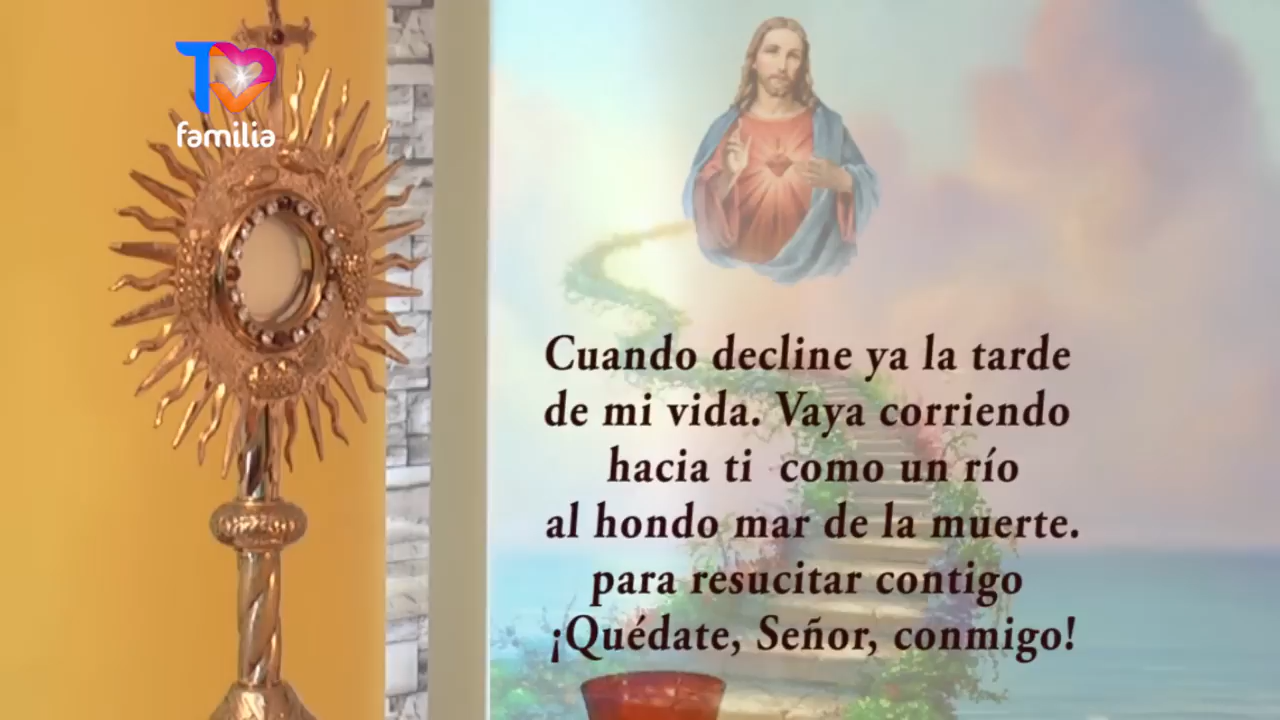 TV
familia
Cuando decline ya la tarde
de mi vida. Vaya corriendo
hacia ti como un río
al hondo mar de la muerte.
para resucitar contigo
¡Quédate, Señor, conmigo!